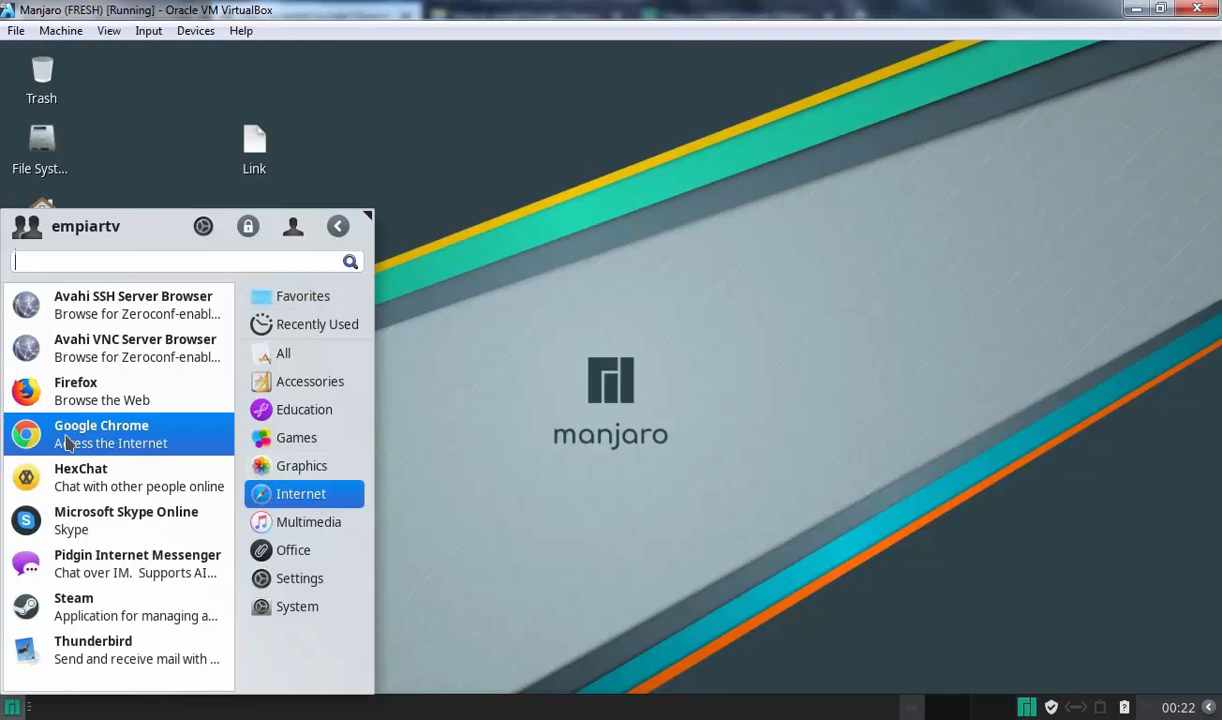 Manjaro (FRESH) [Running] - Oracle VM VirtualBox
File Machine View Input Devices Help
Trash
File Syst...
Link
empiartv
Avahi SSH Server Browser
Browse for Zeroconf-enabl...
Avahi VNC Server Browser
Browse for Zeroconf-enabl...
Firefox
Browse the Web
Google Chrome
Access the Internet
HexChat
Chat with other people online
Microsoft Skype Online
Skype
Pidgin Internet Messenger
Chat over IM. Supports AI...
Steam
Application for managing a...
Thunderbird
Send and receive mail with ...
Favorites
Recently Used
All
Accessories
Education
Games
Graphics
Internet
Multimedia
Office
Settings
System
manjaro
00:22